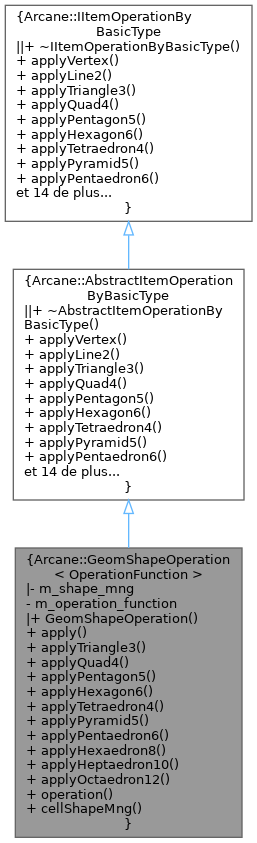 {Arcane::IItemOperationBy
BasicType
||+ ~IItemOperationByBasicType()
+ applyVertex()
+ applyLine2()
+ applyTriangle3()
+ applyQuad4()
+ applyPentagon5()
+ applyHexagon6()
+ applyTetraedron4()
+ applyPyramid5()
+ applyPentaedron6()
et 14 de plus...
}
{Arcane::AbstractItemOperation
ByBasicType
||+ ~AbstractItemOperationBy
BasicType()
+ applyVertex()
+ applyLine2()
+ applyTriangle3()
+ applyQuad4()
+ applyPentagon5()
+ applyHexagon6()
+ applyTetraedron4()
+ applyPyramid5()
+ applyPentaedron6()
et 14 de plus...
}
{Arcane::GeomShapeOperation
< OperationFunction >
|- m_shape_mng
- m_operation_function
|+ GeomShapeOperation()
+ apply()
+ applyTriangle3()
+ applyQuad4()
+ applyPentagon5()
+ applyHexagon6()
+ applyTetraedron4()
+ applyPyramid5()
+ applyPentaedron6()
+ applyHexaedron8()
+ applyHeptaedron10()
+ applyOctaedron12()
+ operation()
+ cellShapeMng()
}